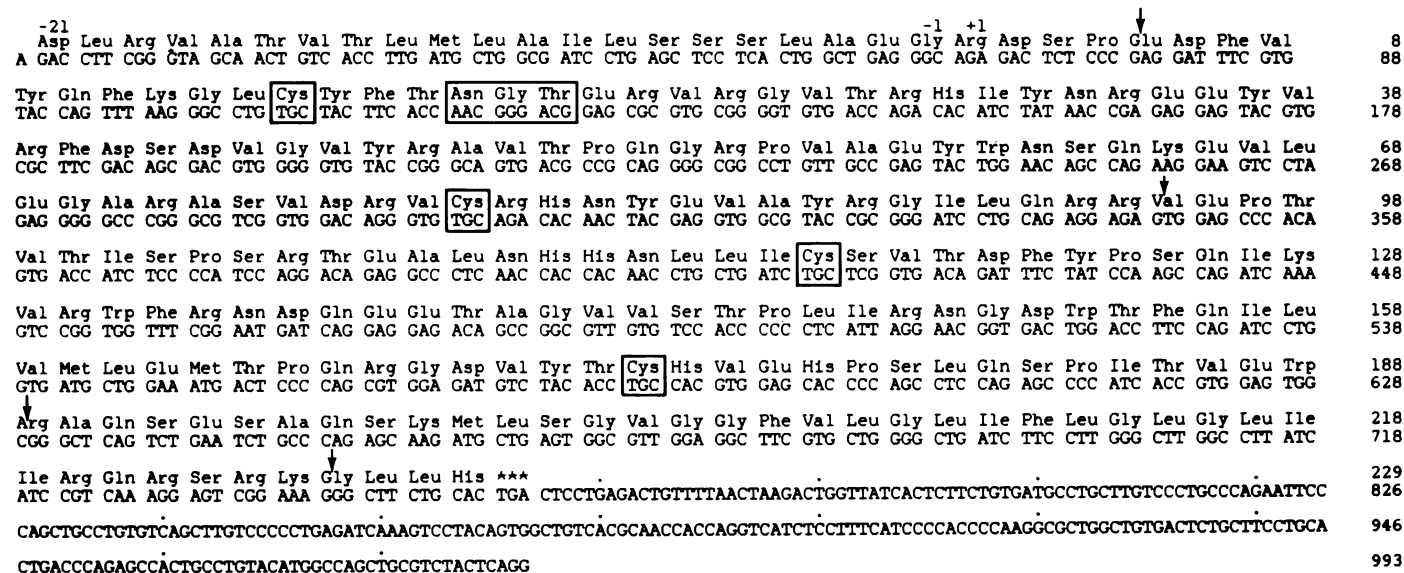 -21 -1 +1
Asp Leu Arg Val Ala Thr Val Thr Leu Met Leu Ala Ile Leu Ser Ser Ser Leu Ala Glu Gly Arg Asp Ser Pro Glu Asp Phe Val 8
A GAC CTT CGG GTA GCA ACT GTC ACC TTG ATG CTG GCG ATC CTG AGC TCC TCA CTG GCT GAG GGC AGA GAC TCT CCC GAG GAT TTC GTG 88
Tyr Gln Phe Lys Gly Leu Cys Tyr Phe Thr Asn Gly Thr Glu Arg Val Arg Gly Val Thr Arg His Ile Tyr Asn Arg Glu Glu Tyr Val 38
TAC CAG TTT AAG GGC CTG TGC TAC TTC ACC AAC GGG ACG GAG CGC GTG CGG GGT GTG ACC AGA CAC ATC TAT AAC CGA GAG GAG TAC GTG 178
Arg Phe Asp Ser Asp Val Gly Val Tyr Arg Ala Val Thr Pro Gln Gly Arg Pro Val Ala Glu Tyr Trp Asn Ser Gln Lys Glu Val Leu 68
CGC TTC GAC AGC GAC GTG GGG GTG TAC CGG GCA GTG ACG CCG CAG GGG CGG CCT GTT GCC GAG TAC TGG AAC AGC CAG AAG GAA GTC CTA 268
Glu Gly Ala Arg Ala Ser Val Asp Arg Val Cys Arg His Asn Tyr Glu Val Ala Tyr Arg Gly Ile Leu Gln Arg Arg Val Glu Pro Thr 98
GAG GGG GCC CGG GCG TCG GTG GAC AGG GTG TGC AGA CAC AAC TAC GAG GTG GCG TAC CGC GGG ATC CTG CAG AGG AGA GTG GAG CCC ACA 358
Val Thr Ile Ser Pro Ser Arg Thr Glu Ala Leu Asn His His Asn Leu Leu Ile Cys Ser Val Thr Asp Phe Tyr Pro Ser Gln Ile Lys 128
GTG ACC ATC TCC CCA TCC AGG ACA GAG GCC CTC AAC CAC CAC AAC CTG CTG ATC TGC TCG GTG ACA GAT TTC TAT CCA AGC CAG ATC AAA 448
Val Arg Trp Phe Arg Asn Asp Gln Glu Glu Thr Ala Gly Val Val Ser Thr Pro Leu Ile Arg Asn Gly Asp Trp Thr Phe Gln Ile Leu 158
GTC CGG TGG TTT CGG AAT GAT CAG GAG GAG ACA GCC GGC GTT GTG TCC ACC CCC CTC ATT AGG AAC GGT GAC TGG ACC TTC CAG ATC CTG 538
Val Met Leu Glu Met Thr Pro Gln Arg Gly Asp Val Tyr Thr Cys His Val Glu His Pro Ser Leu Gln Ser Pro Ile Thr Val Glu Trp 188
GTG ATG CTG GAA ATG ACT CCC CAG CGT GGA GAT GTC TAC ACC TGC CAC GTG GAG CAC CCC AGC CTC CAG AGC CCC ATC ACC GTG GAG TGG 628
Arg Ala Gln Ser Glu Ser Ala Gln Ser Lys Met Leu Ser Gly Val Gly Gly Phe Val Leu Gly Leu Ile Phe Leu Gly Leu Gly Leu Ile 218
CGG GCT CAG TCT GAA TCT GCC CAG AGC AAG ATG CTG AGT GGC GTT GGA GGC TTC GTG CTG GGG CTG ATC TTC CTT GGG CTT GGC CTT ATC 718
Ile Arg Gln Arg Ser Arg Lys Gly Leu Leu His *** 229
ATC CGT CAA AGG AGT CGG AAA GGG CTT CTG CAC TGA CTCCTGAGACTGTTTTAACTAAGACTGGTTATCACTCTTCTGTGATGCCTGCTTGTCCCTGCCCAGAATTCC 826
CAGCTGCCTGTGTCAGCTTGTCCCCCTGAGATCAAAGTCCTACAGTGGCTGTCACGCAACCACCAGGTCATCTCCTTTCATCCCCACCCCAAGGCGCTGGCTGTGACTCTGCTTCCTGCA 946
CTGACCCAGAGCCACTGCCTGTACATGGCCAGCTGCGTCTACTCAGG 993